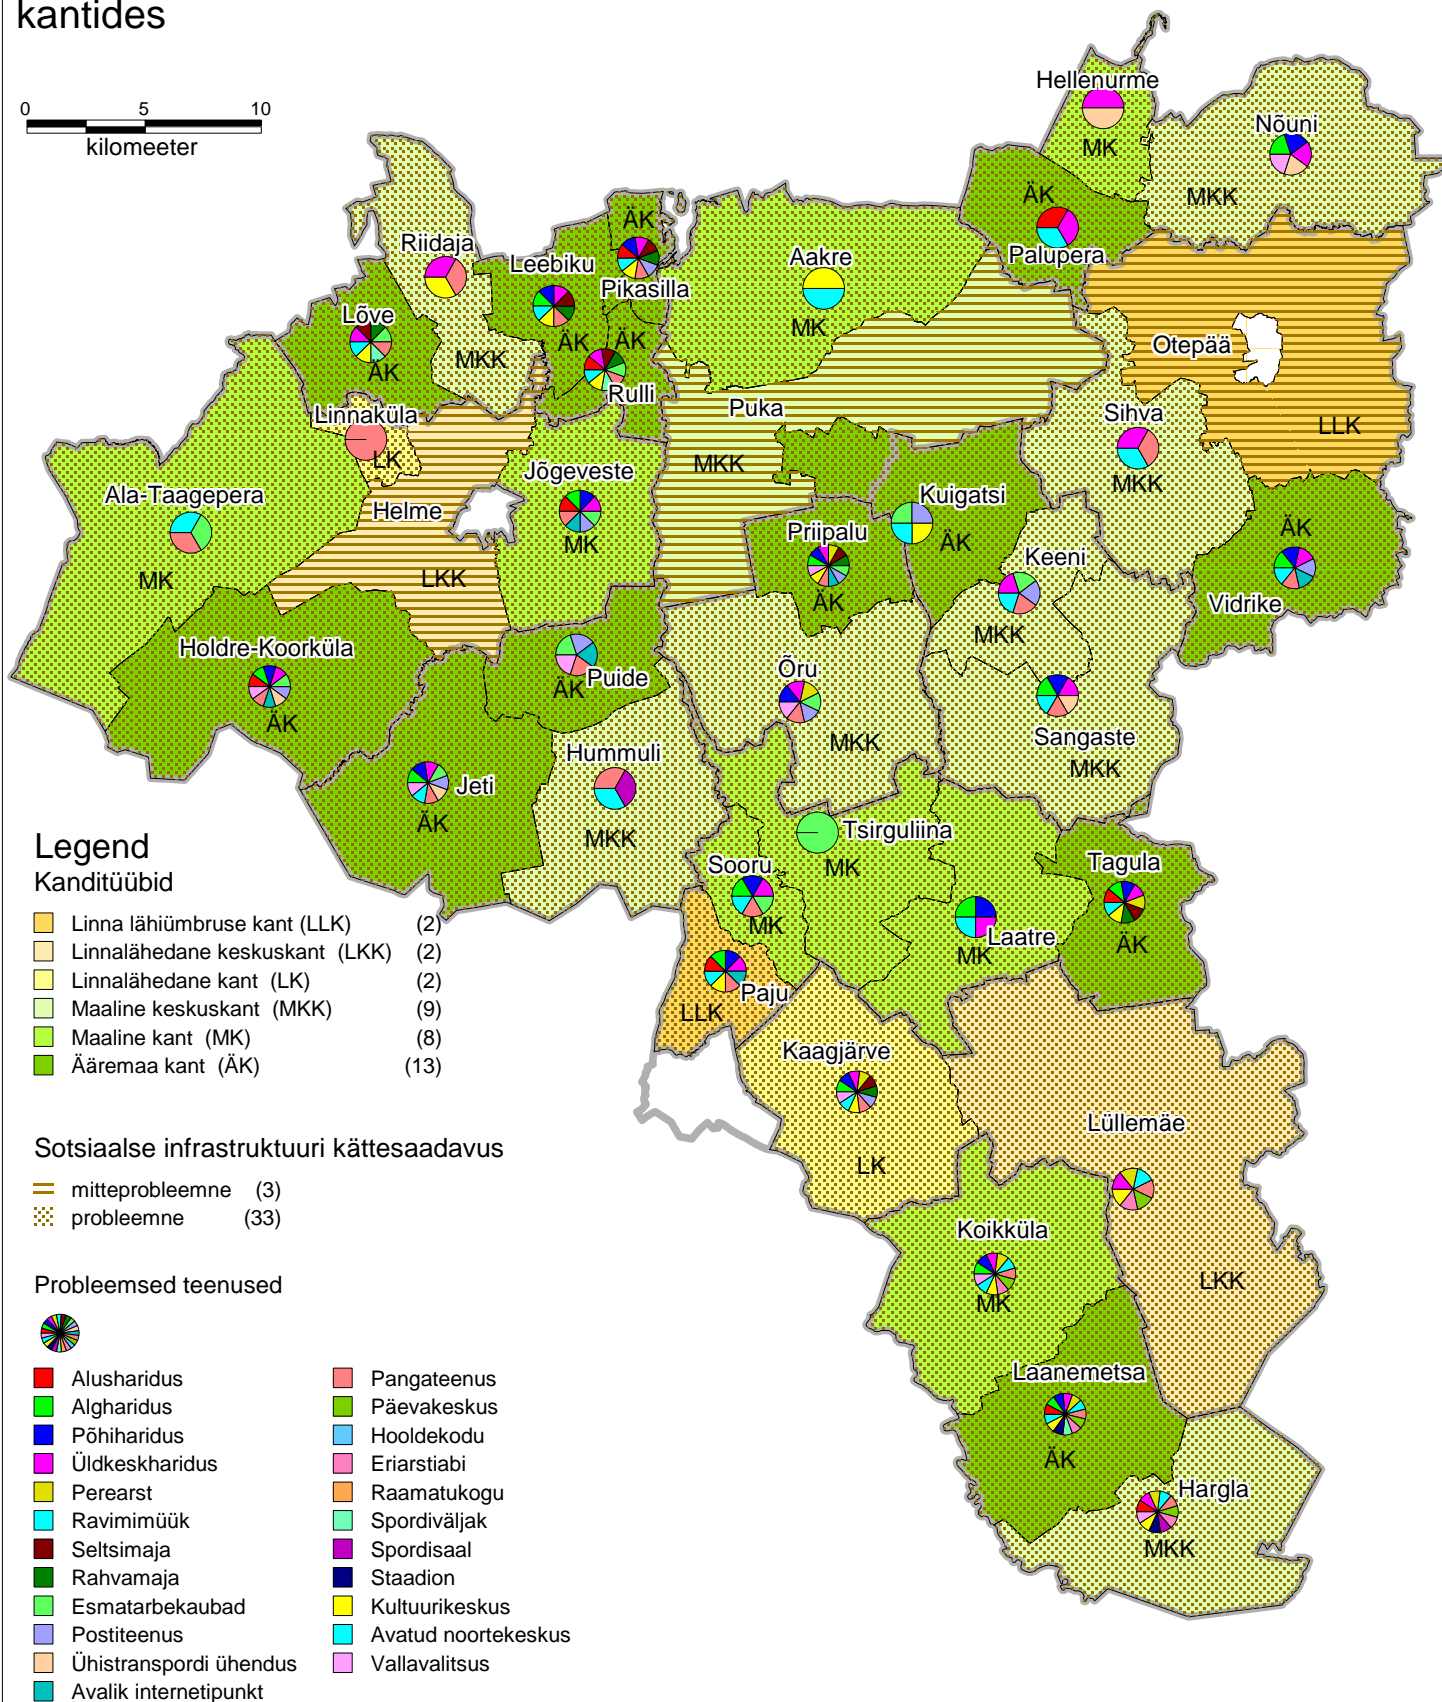 kantides
0 5 10
kilomeeter
Hellenurme
MK
Nõuni
MKK
ÄK
Palupera
Riidaja
MKK
ÄK
Pikasilla
Leebiku
ÄK
ÄK
Rulli
Aakre
MK
Lõve
ÄK
Otepää
LLK
Linnaküla
LK
Puka
MKK
Sihva
MKK
Ala-Taagepera
MK
Helme
LKK
Jõgeveste
MK
Kuigatsi
ÄK
Priipalu
ÄK
Keeni
MKK
ÄK
Vidrike
Holdre-Koorküla
ÄK
Puide
ÄK
Õru
MKK
Sangaste
MKK
Jeti
ÄK
Hummuli
MKK
Tsirguliina
MK
Sooru
MK
Laatre
MK
Tagula
ÄK
Paju
LLK
Kaagjärve
LK
Lüllemäe
LKK
Koikküla
MK
Laanemetsa
ÄK
Hargla
MKK
Legend
Kanditüübid
Linna lähiümbruse kant (LLK) (2)
Linnalähedane keskuskant (LKK) (2)
Linnalähedane kant (LK) (2)
Maaline keskuskant (MKK) (9)
Maaline kant (MK) (8)
Ääremaa kant (ÄK) (13)
Sotsiaalse infrastruktuuri kättesaadavus
mitteprobleemne (3)
probleemne (33)
Probleemsed teenused
Alusharidus
Algharidus
Põhiharidus
Üldkeskharidus
Perearst
Ravimimüük
Seltsimaja
Rahvamaja
Esmatarbekaubad
Postiteenus
Ühistranspordi ühendus
Avalik internetipunkt
Pangateenus
Päevakeskus
Hooldekodu
Eriarstiabi
Raamatukogu
Spordiväljak
Spordisaal
Staadion
Kultuurikeskus
Avatud noortekeskus
Vallavalitsus